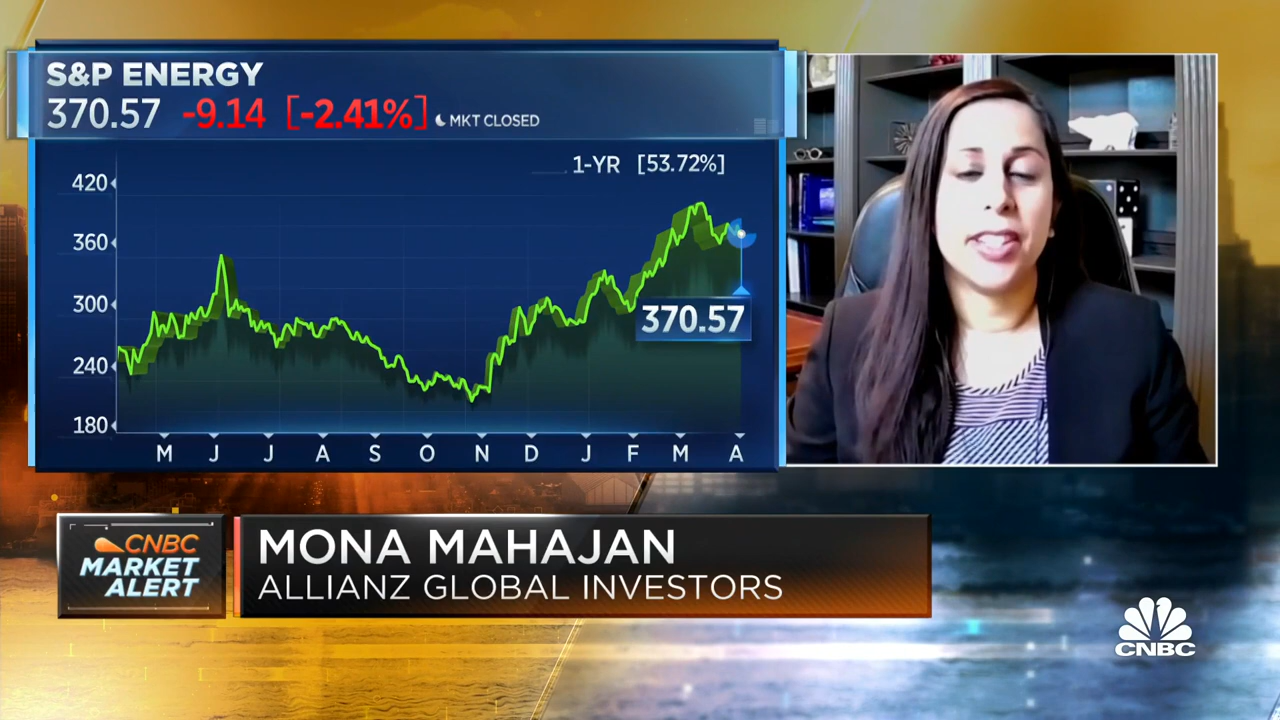 S&P ENERGY
370.57 -9.14 [-2.41%] MKT CLOSED
1-YR [53.72%]
420
360
300
240
180
370.57
M J J A S O N D J F M A
CNBC
MARKET
ALERT
MONA MAHAJAN
ALLIANZ GLOBAL INVESTORS
CNBC